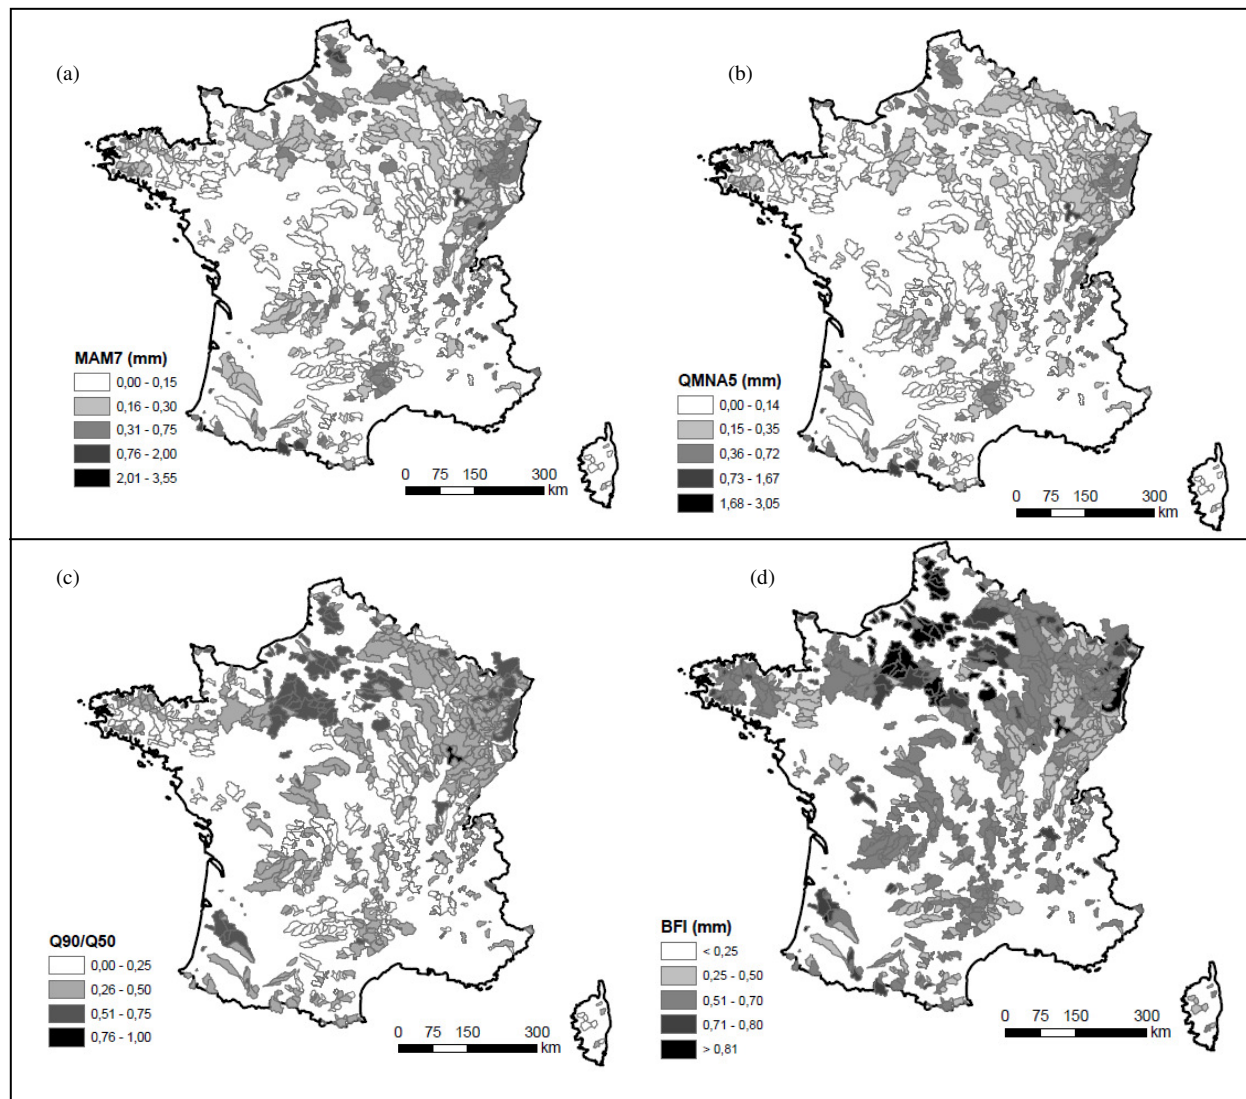 (a)
MAM7 (mm)
0,00 - 0,15
0,16 - 0,30
0,31 - 0,75
0,76 - 2,00
2,01 - 3,55
0 75 150 300
km
(b)
QMNA5 (mm)
0,00 - 0,14
0,15 - 0,35
0,36 - 0,72
0,73 - 1,67
1,68 - 3,05
0 75 150 300
km
(c)
Q90/Q50
0,00 - 0,25
0,26 - 0,50
0,51 - 0,75
0,76 - 1,00
0 75 150 300
km
(d)
BFI (mm)
< 0,25
0,25 - 0,50
0,51 - 0,70
0,71 - 0,80
> 0,81
0 75 150 300
km